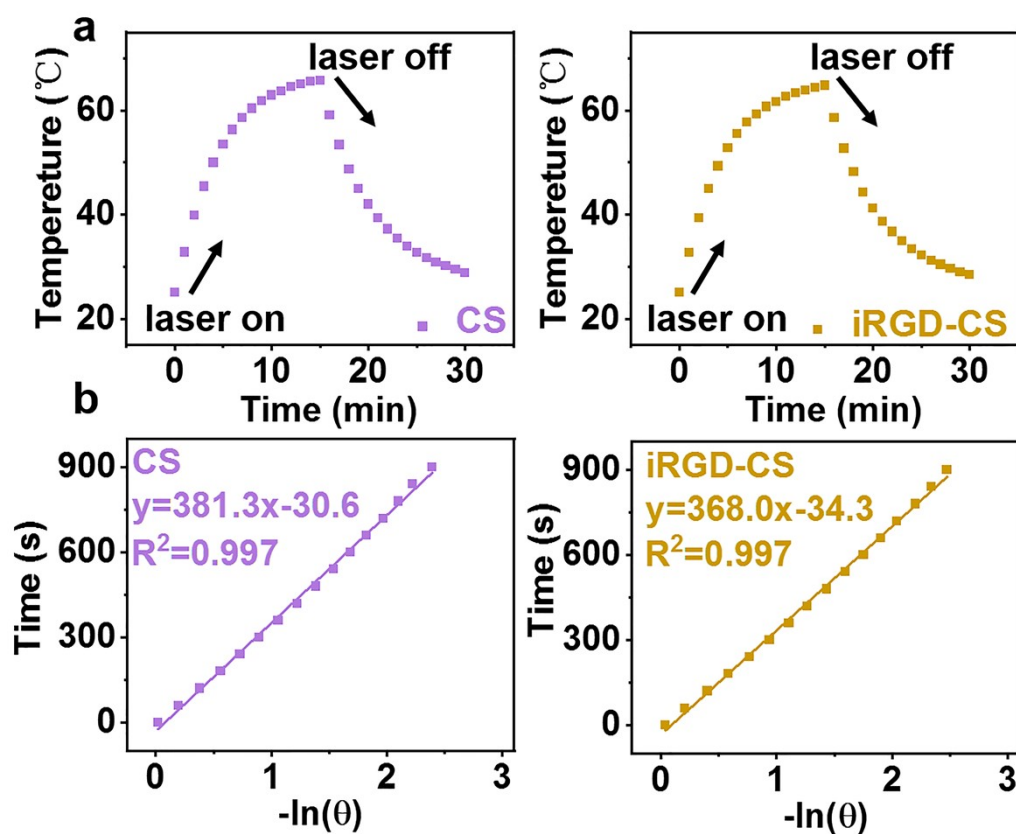 a
Tempereture (℃)
60
40
20
laser on
laser off
CS
0
10
20
30
Time (min)
Tempereture (℃)
60
40
20
laser on
laser off
iRGD-CS
0
10
20
30
Time (min)
b
Time (s)
900
600
300
0
CS
y=381.3x-30.6
R²=0.997
0
1
2
3
-ln(θ)
Time (s)
900
600
300
0
iRGD-CS
y=368.0x-34.3
R²=0.997
0
1
2
3
-ln(θ)